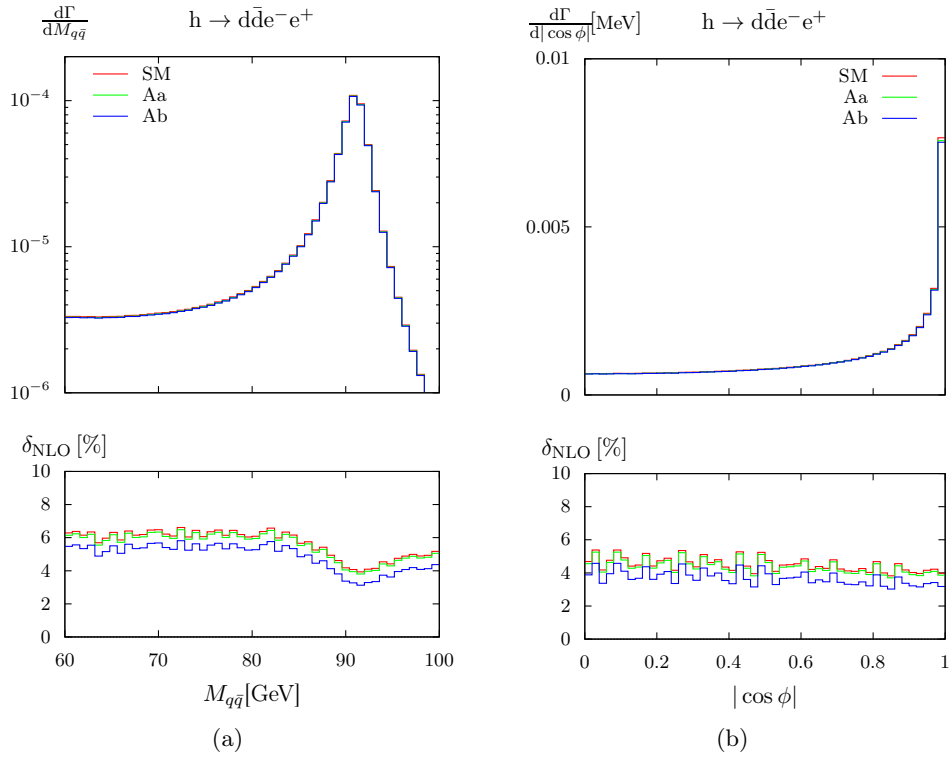 dΓ/dM_{qq̄}
h → dd̄e⁻e⁺
SM
Aa
Ab
10⁻⁴
10⁻⁵
10⁻⁶
δ_NLO [%]
10
8
6
4
2
0
60 70 80 90 100
M_{qq̄}[GeV]
(a)
dΓ/d|cos ϕ| [MeV]
h → dd̄e⁻e⁺
0.01
SM
Aa
Ab
0.005
0
δ_NLO [%]
10
8
6
4
2
0
0 0.2 0.4 0.6 0.8 1
|cos ϕ|
(b)